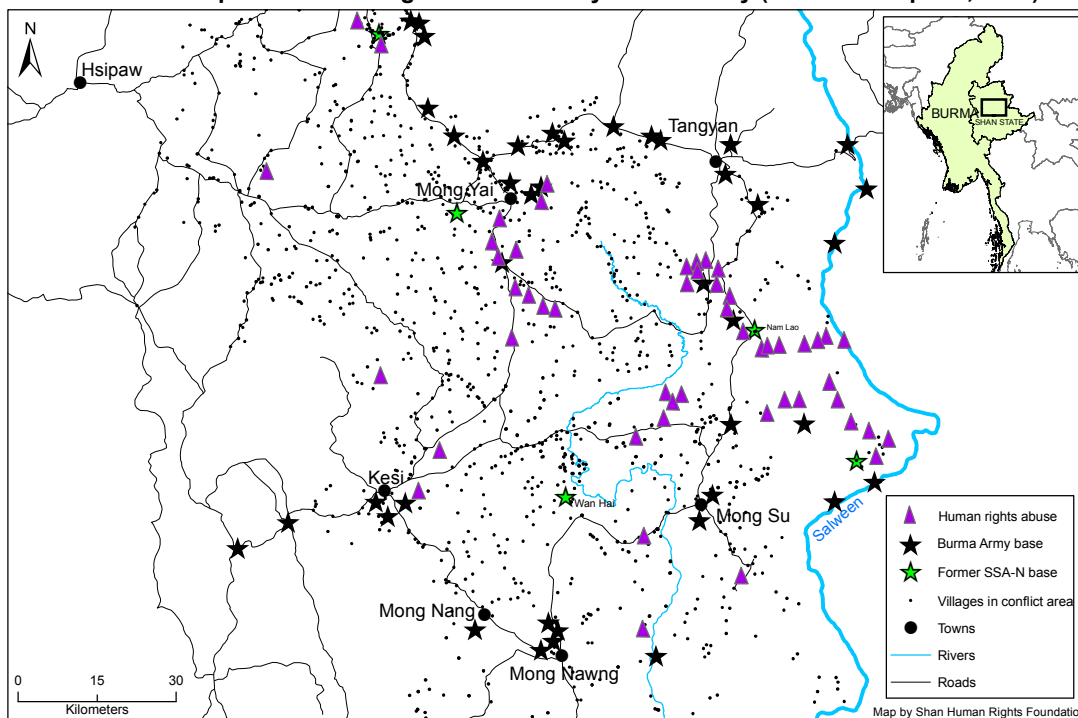 N
Hsipaw
BURMA
SHAN STATE
Tangyan
Mong Yai
Nam Lao
Kesi
Wan Hai
Mong Su
Salween
Mong Nang
Mong Nawng
Human rights abuse
Burma Army base
Former SSA-N base
Villages in conflict area
Towns
Rivers
Roads
0 15 30
Kilometers
Map by Shan Human Rights Foundatio